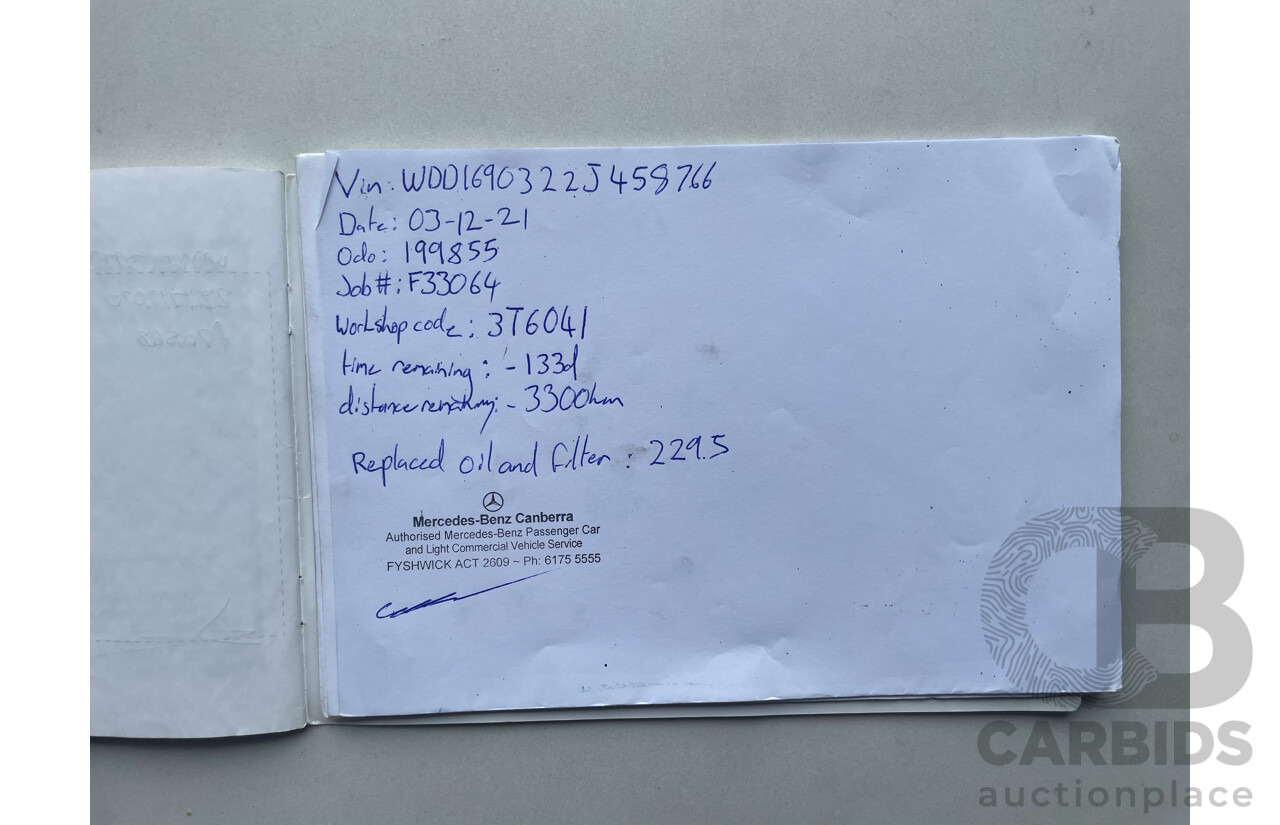 Vin: WDD1690322J458766
Date: 03-12-21
Odo: 199855
Job#: F33064
Workshop code: 3T6041
time remaining: -133d
distance remaining: - 3300km
Replaced oil and filter : 229.5
Mercedes-Benz Canberra
Authorised Mercedes-Benz Passenger Car
and Light Commercial Vehicle Service
FYSHWICK ACT 2609 ~ Ph: 6175 5555
CB
CARBIDS
auctionplace